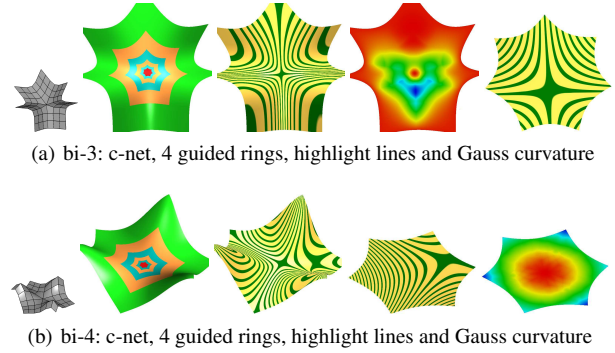 (a) bi-3: c-net, 4 guided rings, highlight lines and Gauss curvature
(b) bi-4: c-net, 4 guided rings, highlight lines and Gauss curvature